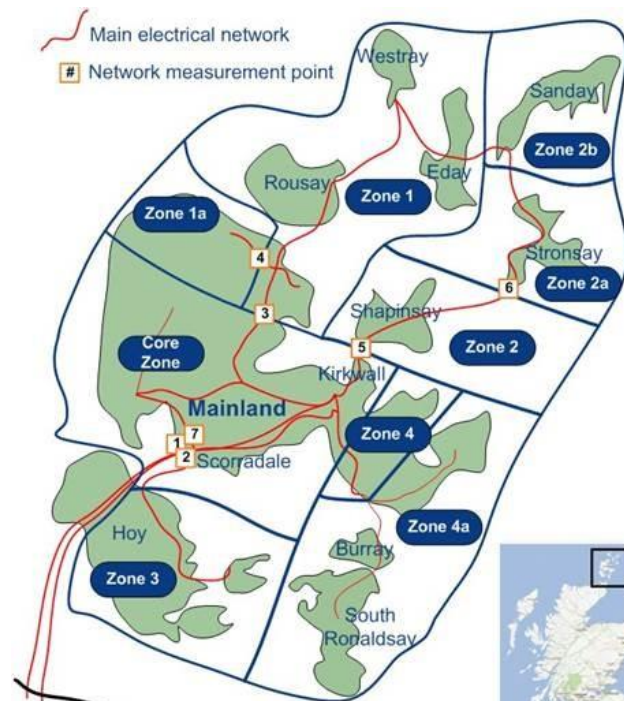 Main electrical network
# Network measurement point
Westray
Sanday
Zone 2b
Rousay
Eday
Zone 1
Zone 1a
4
Stronsay
6
Zone 2a
3
Shapinsay
Core
Zone
5
Zone 2
Kirkwall
Mainland
Zone 4
7
1
2
Scorradale
Zone 4a
Hoy
Burray
Zone 3
South
Ronaldsay